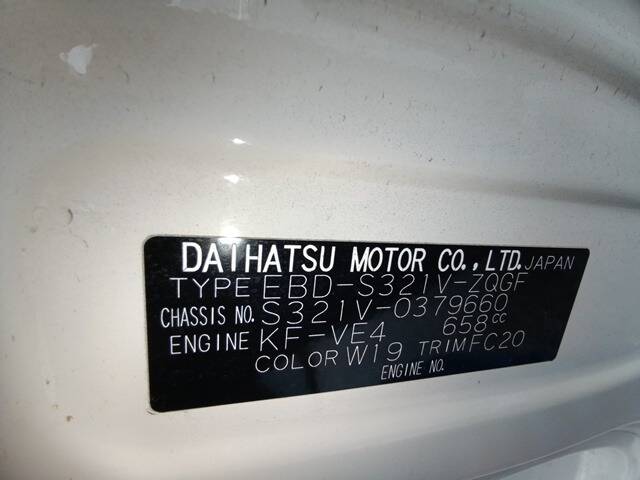 DAIHATSU MOTOR CO., LTD. JAPAN
TYPE EBD-S321V-ZQGF
CHASSIS NO. S321V-0379660
ENGINE KF-VE4 658cc
COLOR W19 TRIM FC20
ENGINE NO.